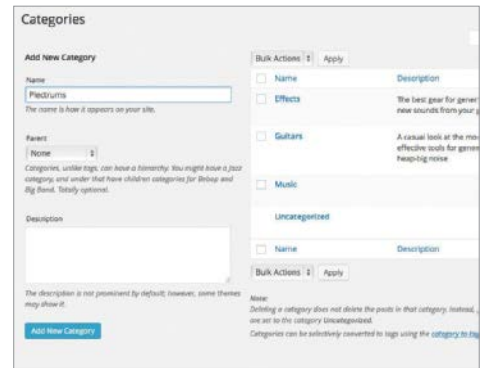 Categories
Add New Category
Name
Plectrums
The name is how it appears on your site.
Parent
None
Categories, unlike tags, can have a hierarchy. You might have a Jazz
category, and under that have children categories for Bebop and
Big Band. Totally optional.
Description
The description is not prominent by default; however, some themes
may show it.
Add New Category
Bulk Actions Apply
Name Description
Effects The best gear for gener
new sounds from your g
Guitars A casual look at the mo
effective tools for gener
heap-big noise
Music
Uncategorized
Name Description
Bulk Actions Apply
Note:
Deleting a category does not delete the posts in that category. Instead,
are set to the category Uncategorized.
Categories can be selectively converted to tags using the category to tag